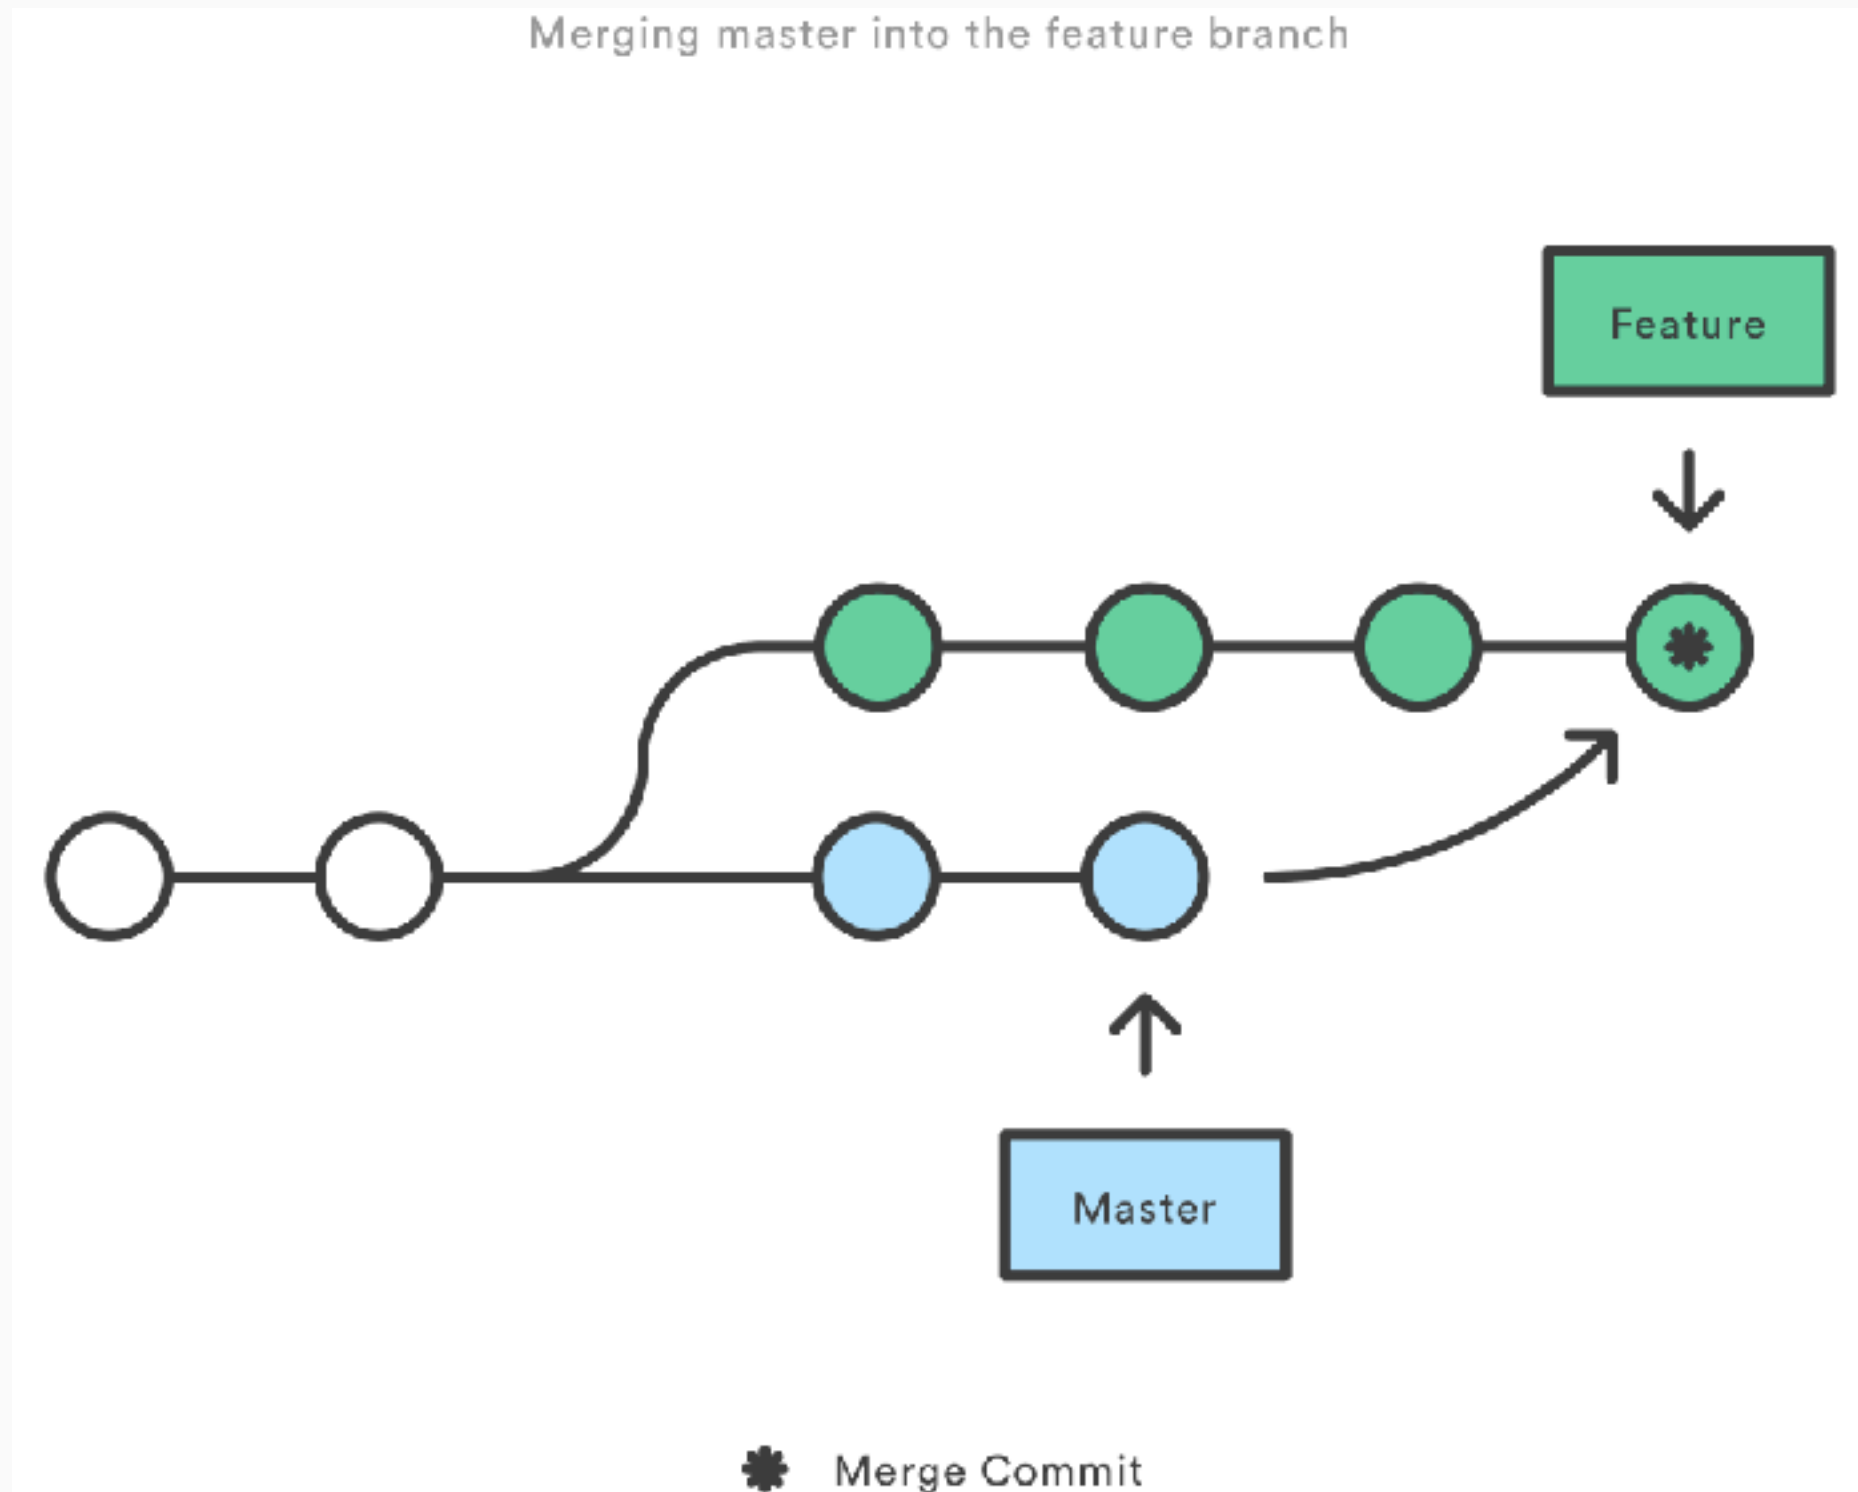 Merging master into the feature branch
Feature
Master
Merge Commit